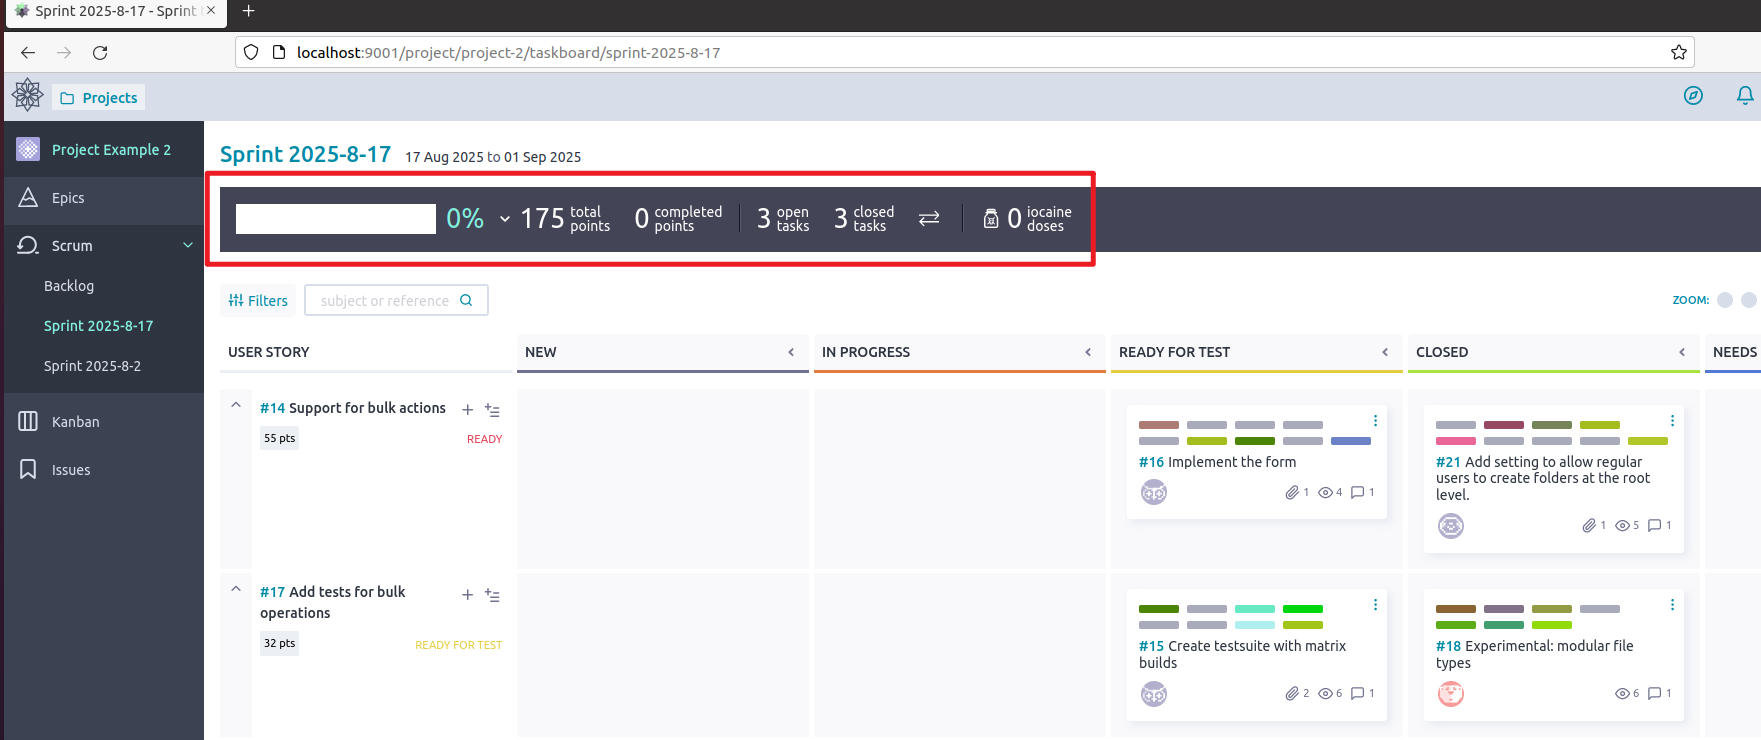 Sprint 2025-8-17 - Sprint t
localhost:9001/project/project-2/taskboard/sprint-2025-8-17
Projects
Project Example 2
Epics
Scrum
Backlog
Sprint 2025-8-17
Sprint 2025-8-2
Kanban
Issues
Sprint 2025-8-17 17 Aug 2025 to 01 Sep 2025
0% 175 total points 0 completed points 3 open tasks 3 closed tasks 0 iocaine doses
Filters subject or reference ZOOM:
USER STORY NEW IN PROGRESS READY FOR TEST CLOSED NEEDS
#14 Support for bulk actions
55 pts READY
#16 Implement the form
1 4 1
#21 Add setting to allow regular
users to create folders at the root
level.
1 5 1
#17 Add tests for bulk
operations
32 pts READY FOR TEST
#15 Create testsuite with matrix
builds
2 6 1
#18 Experimental: modular file
types
6 1